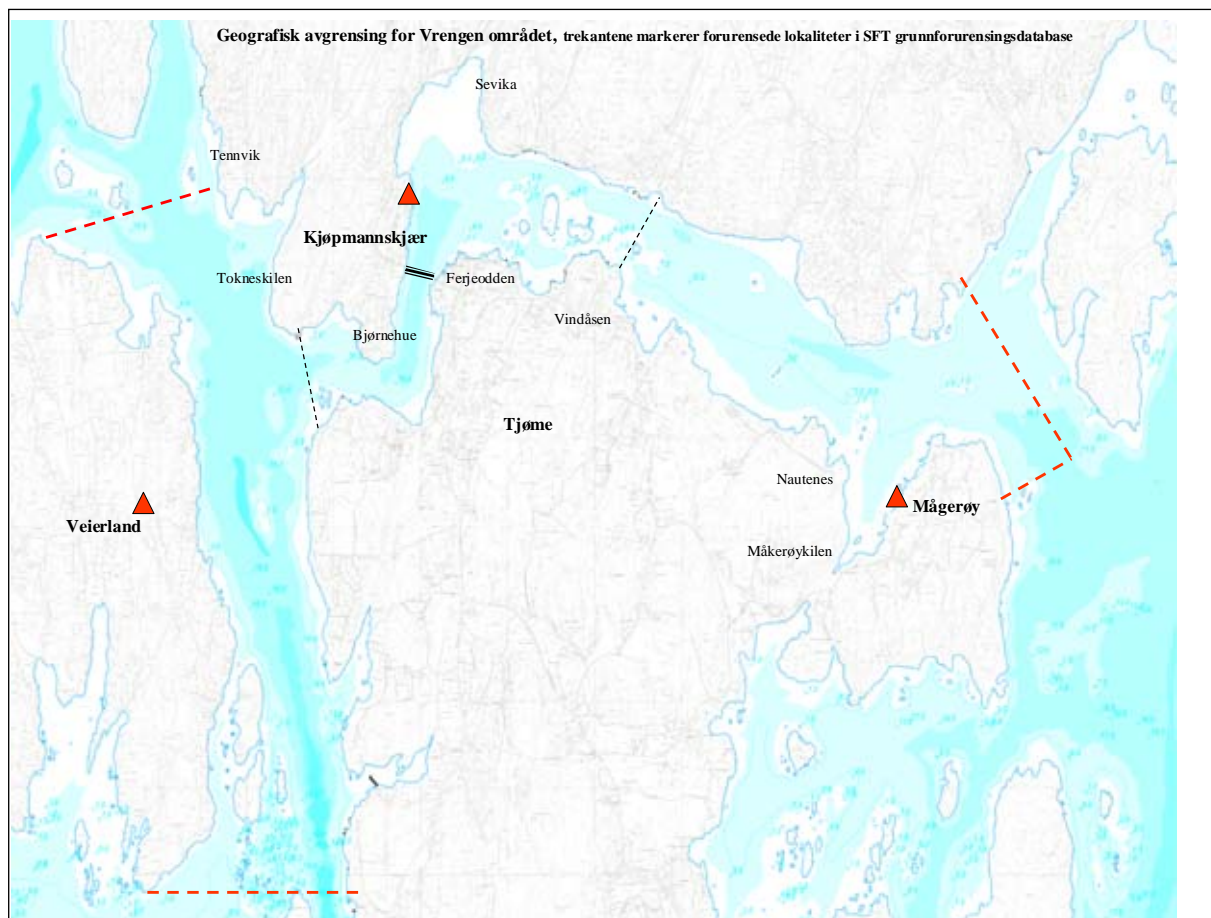 Geografisk avgrensing for Vrengen området, trekantene markerer forurensede lokaliteter i SFT grunnforurensingsdatabase
Sevika
Tennvik
Kjøpmannskjær
Tokneskilen
Ferjeodden
Vindåsen
Bjørnehue
Tjøme
Nautenes
Veierland
Mågerøy
Måkerøykilen